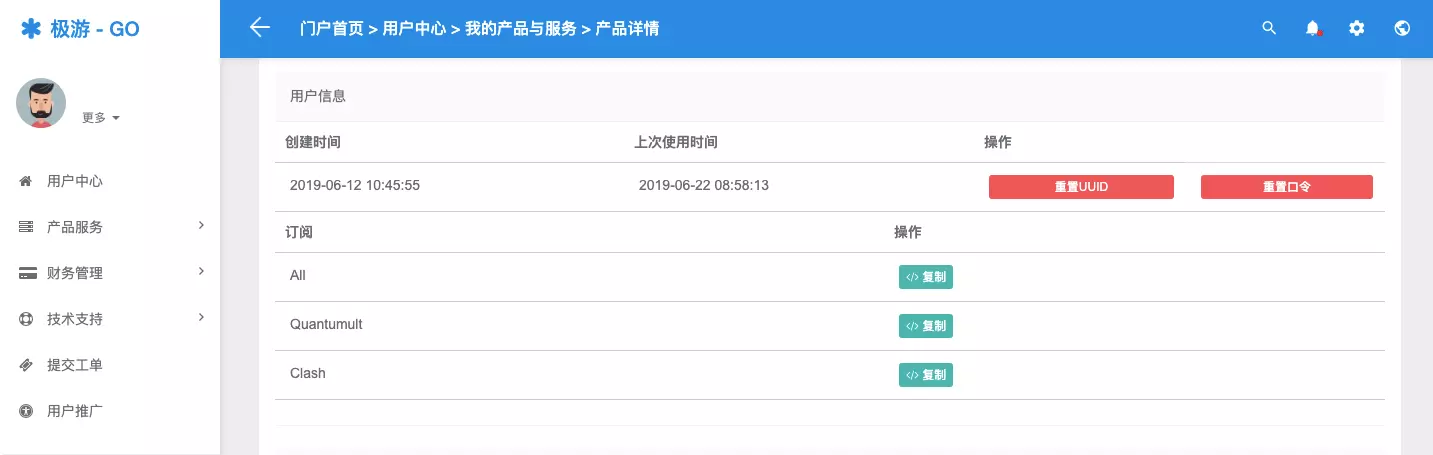 极游 - GO
门户首页 > 用户中心 > 我的产品与服务 > 产品详情
更多
用户中心
产品服务
财务管理
技术支持
提交工单
用户推广
用户信息
创建时间 上次使用时间 操作
2019-06-12 10:45:55 2019-06-22 08:58:13 重置UUID 重置口令
订阅 操作
All </> 复制
Quantumult </> 复制
Clash </> 复制